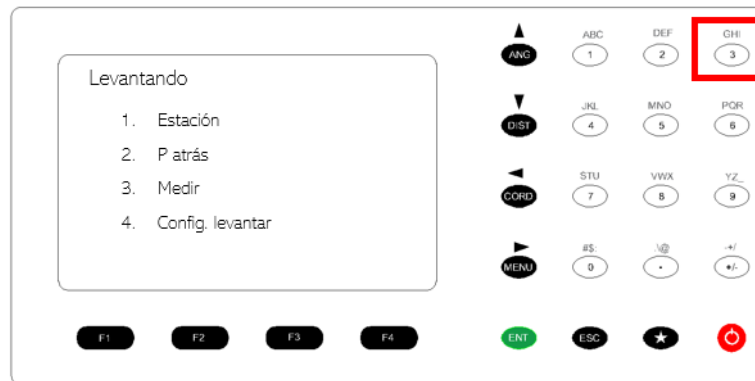 Levantando
1. Estación
2. P atrás
3. Medir
4. Config. levantar
F1 F2 F3 F4
ANG ABC 1 DEF 2 GHI 3
DIST JKL 4 MNO 5 PQR 6
CORD STU 7 VWX 8 YZ_ 9
MENU #$: 0 .\@ • -+/ +/-
ENT ESC